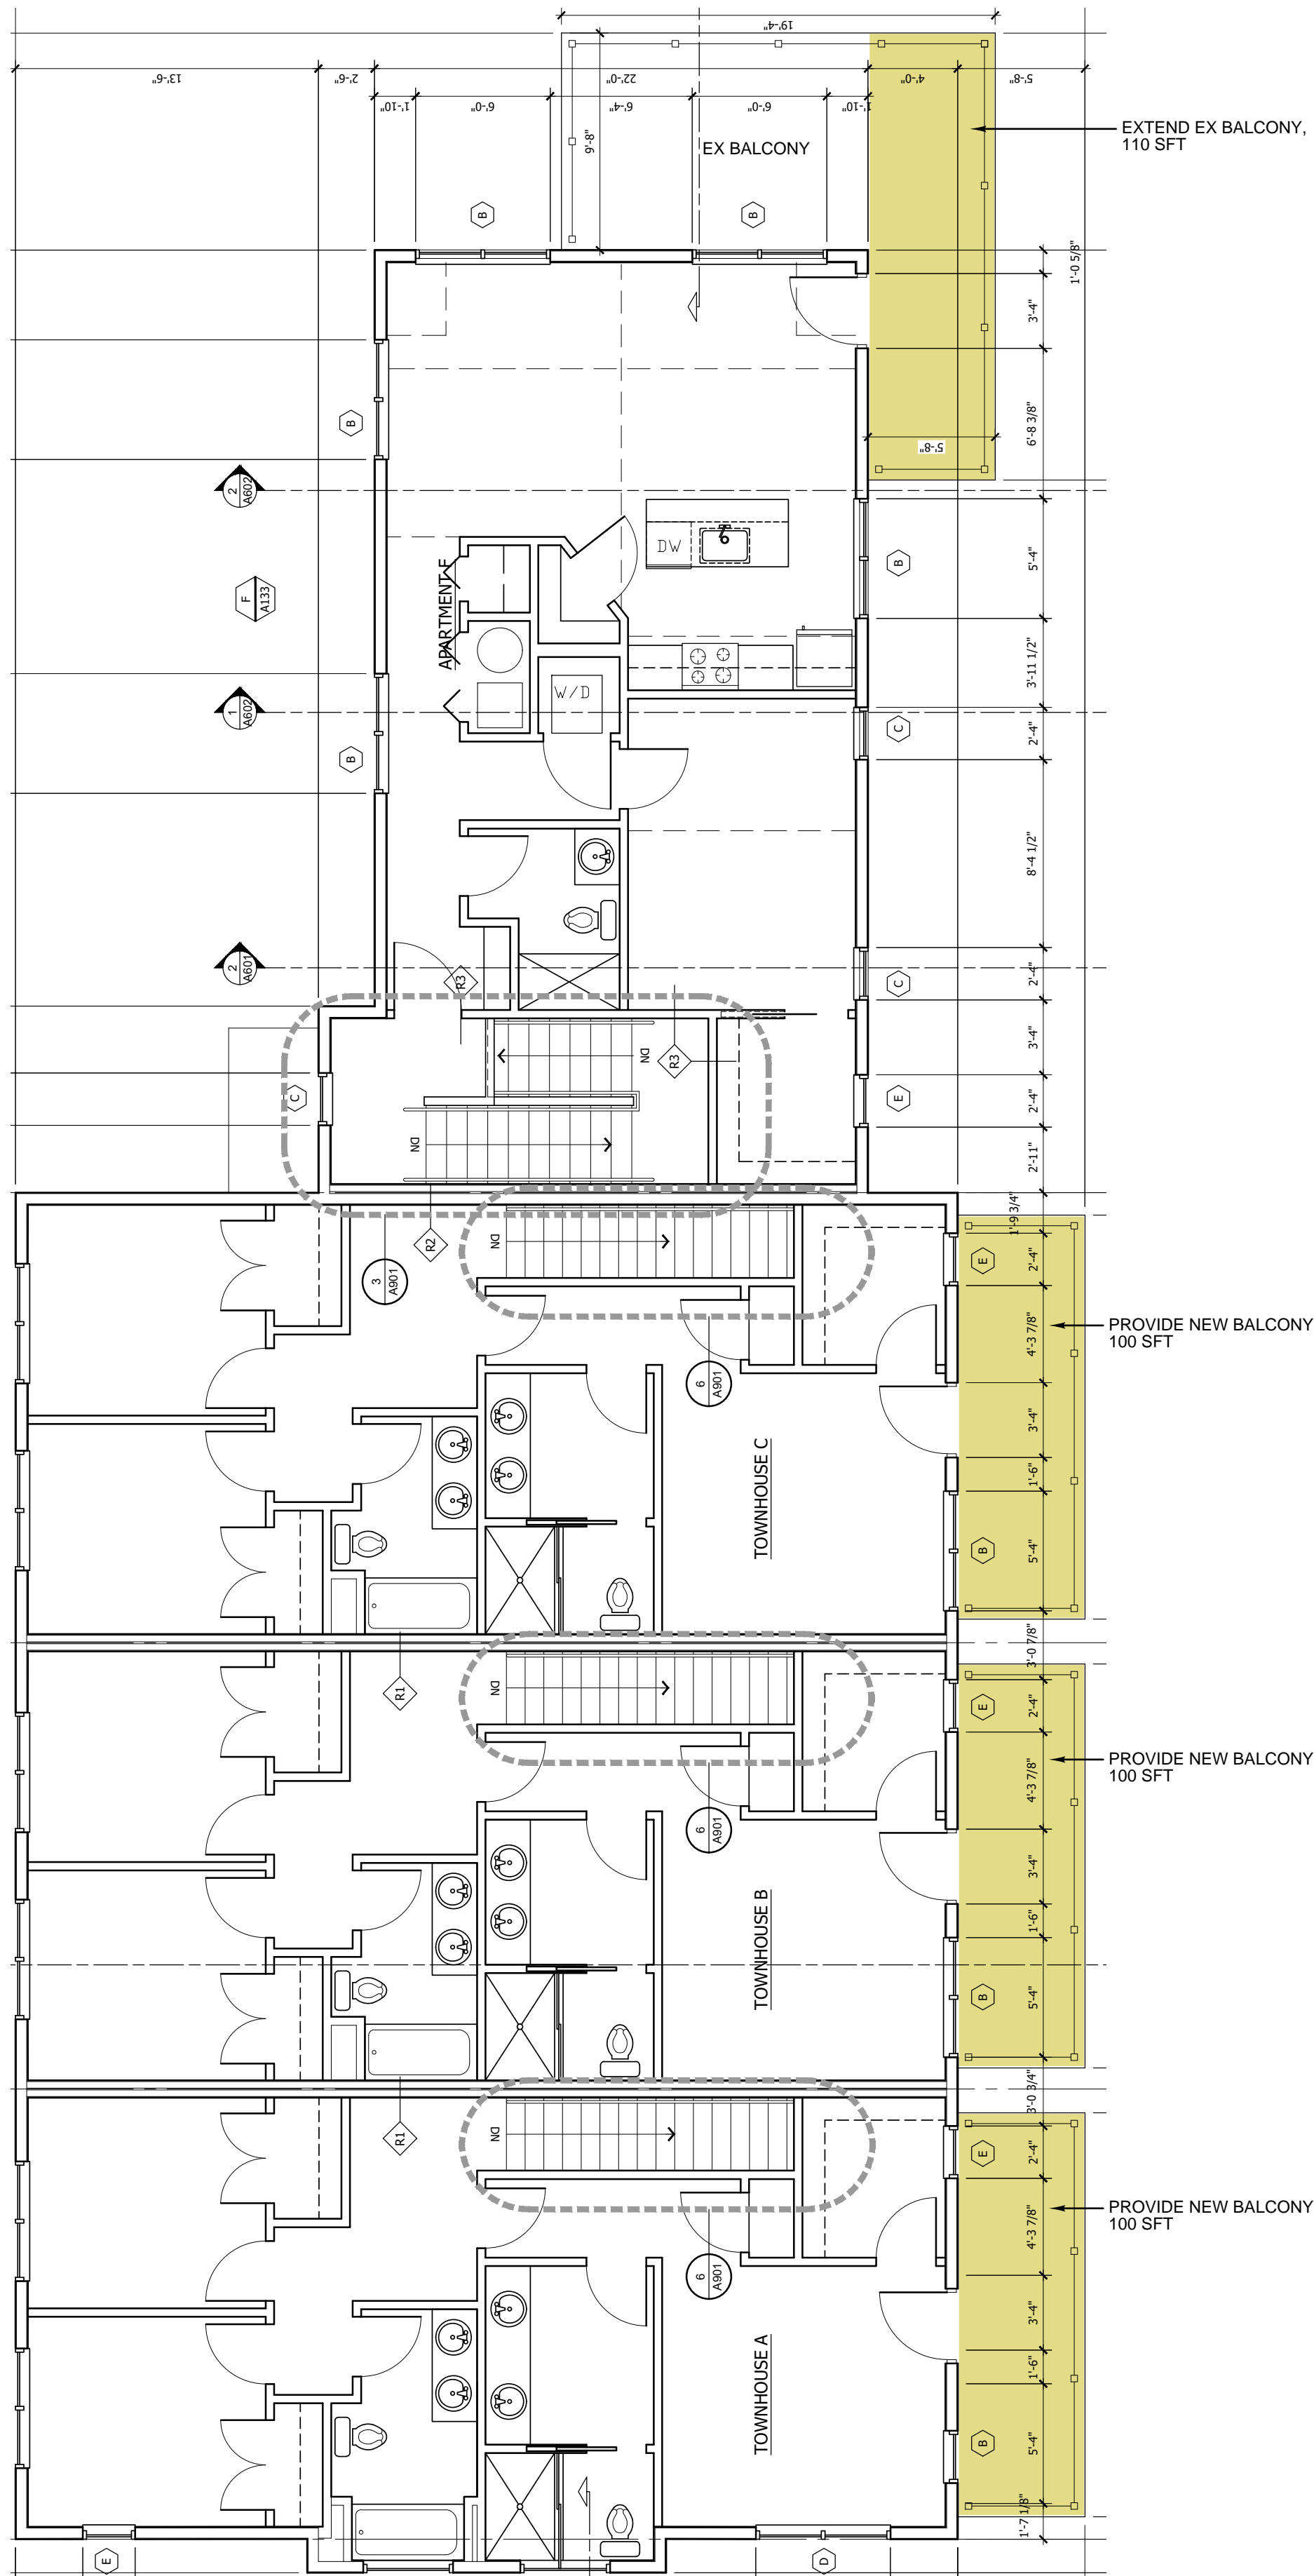 19'-4"
13'-6"
2'-6"
22'-0"
4'-0"
5'-8"
1'-10"
6'-0"
6'-4"
6'-0"
1'-10"
9'-8"
EX BALCONY
EXTEND EX BALCONY,
110 SFT
B
B
1'-0 5/8"
3'-4"
B
6'-8 3/8"
5'-8"
2
A602
DW
B
5'-4"
F
A133
APARTMENT F
3'-11 1/2"
W/D
1
A602
B
C
2'-4"
8'-4 1/2"
2
A601
R3
C
2'-4"
3'-4"
DN
R3
C
E
2'-4"
DN
2'-11"
1'-9 3/4"
R2
DN
3
A901
E
2'-4"
PROVIDE NEW BALCONY
100 SFT
4'-3 7/8"
6
A901
3'-4"
1'-6"
TOWNHOUSE C
B
5'-4"
3'-0 7/8"
R1
DN
E
2'-4"
PROVIDE NEW BALCONY
100 SFT
4'-3 7/8"
6
A901
3'-4"
1'-6"
TOWNHOUSE B
B
5'-4"
3'-0 3/4"
R1
DN
E
2'-4"
PROVIDE NEW BALCONY
100 SFT
4'-3 7/8"
6
A901
3'-4"
1'-6"
TOWNHOUSE A
B
5'-4"
1'-7 1/8"
E
D